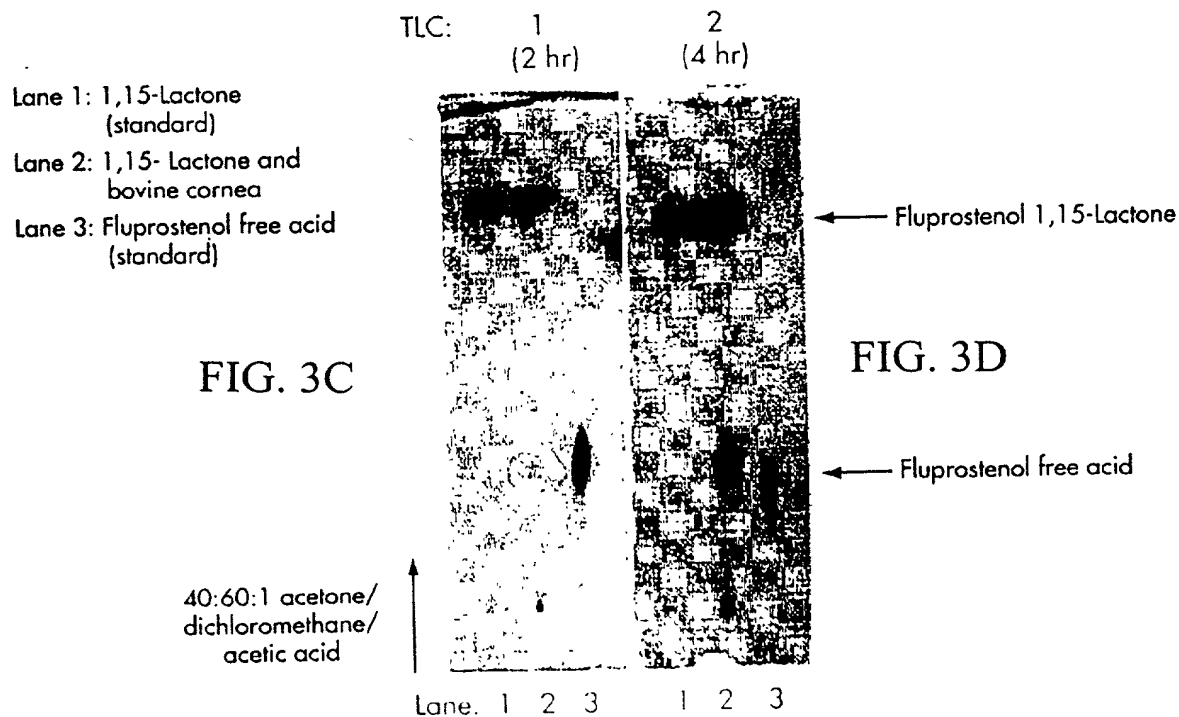 TLC: 1 2
(2 hr) (4 hr)
Lane 1: 1,15-Lactone
(standard)
Lane 2: 1,15- Lactone and
bovine cornea
Lane 3: Fluprostenol free acid
(standard)
Fluprostenol 1,15-Lactone
FIG. 3C
FIG. 3D
Fluprostenol free acid
40:60:1 acetone/
dichloromethane/
acetic acid
Lane. 1 2 3 1 2 3